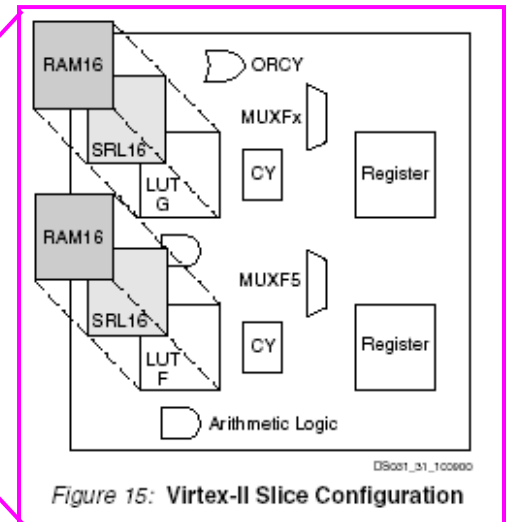 RAM16
ORCY
MUXFx
SRL16
LUT
G
CY
Register
RAM16
MUXF5
SRL16
LUT
F
CY
Register
Arithmetic Logic
DS031_31_100900
Figure 15: Virtex-II Slice Configuration